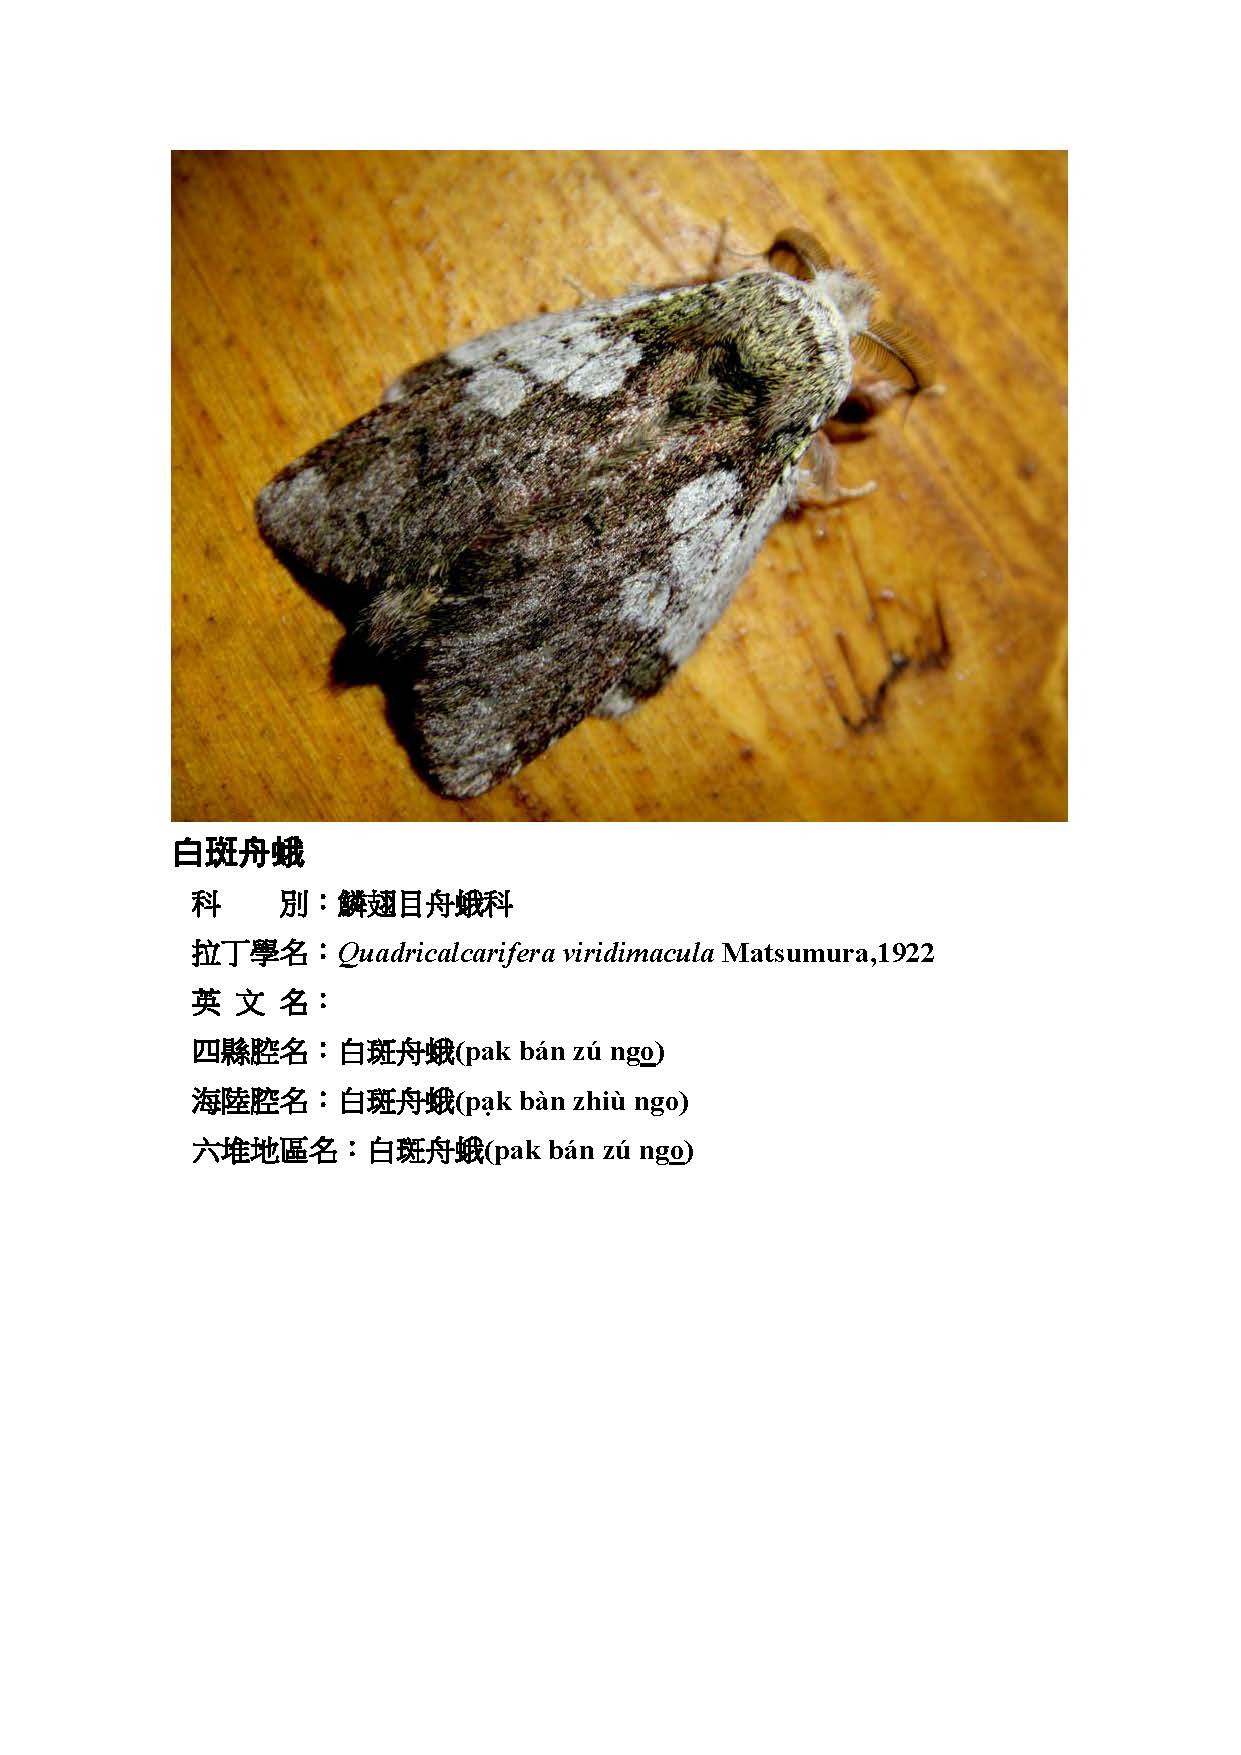 白斑舟蛾
科　　別：鱗翅目舟蛾科
拉丁學名：Quadricalcarifera viridimacula Matsumura,1922
英 文 名：
四縣腔名：白斑舟蛾(pak bán zú ngo)
海陸腔名：白斑舟蛾(pa̩k bàn zhiù ngo)
六堆地區名：白斑舟蛾(pak bán zú ngo)